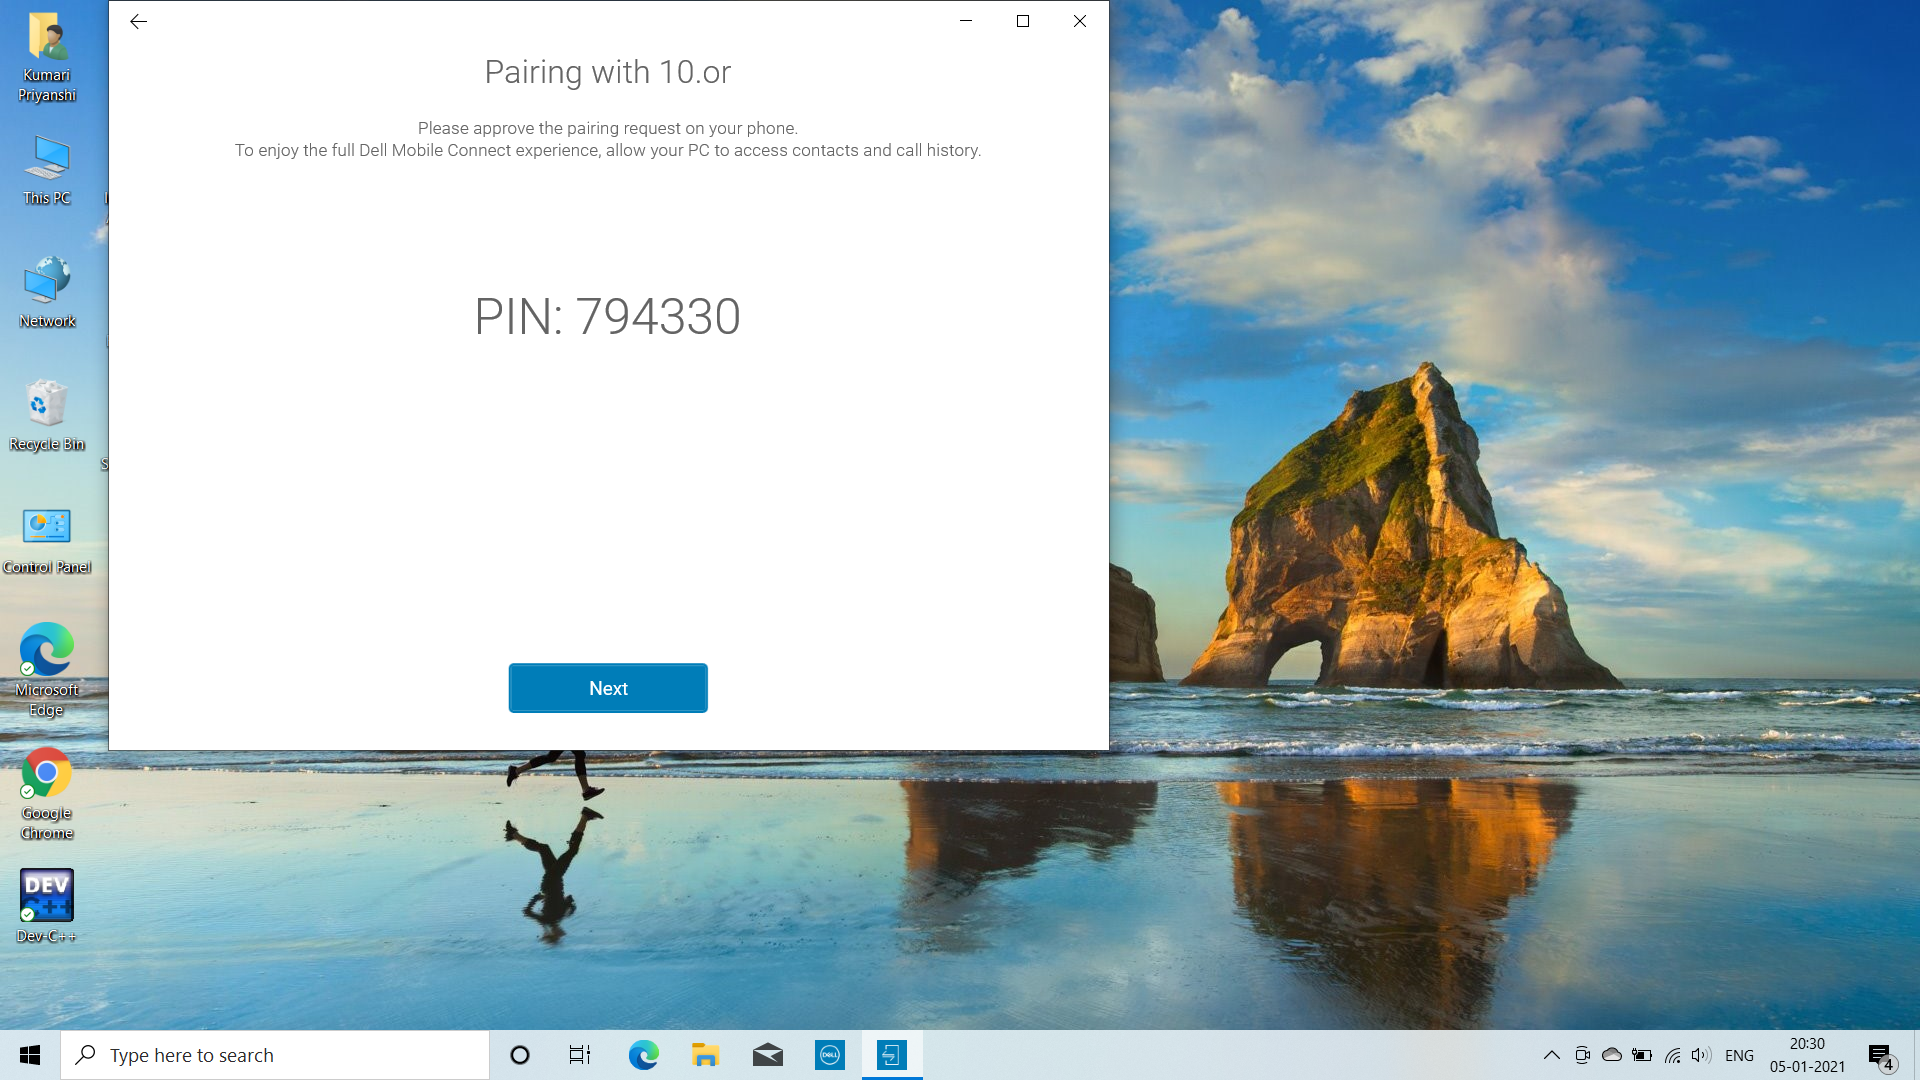 Kumari
Priyanshi
This PC
Network
Recycle Bin
Control Panel
Microsoft
Edge
Google
Chrome
DEV
C++
Dev-C++
Pairing with 10.or
Please approve the pairing request on your phone.
To enjoy the full Dell Mobile Connect experience, allow your PC to access contacts and call history.
PIN: 794330
Next
Type here to search
DELL
ENG
20:30
05-01-2021
4